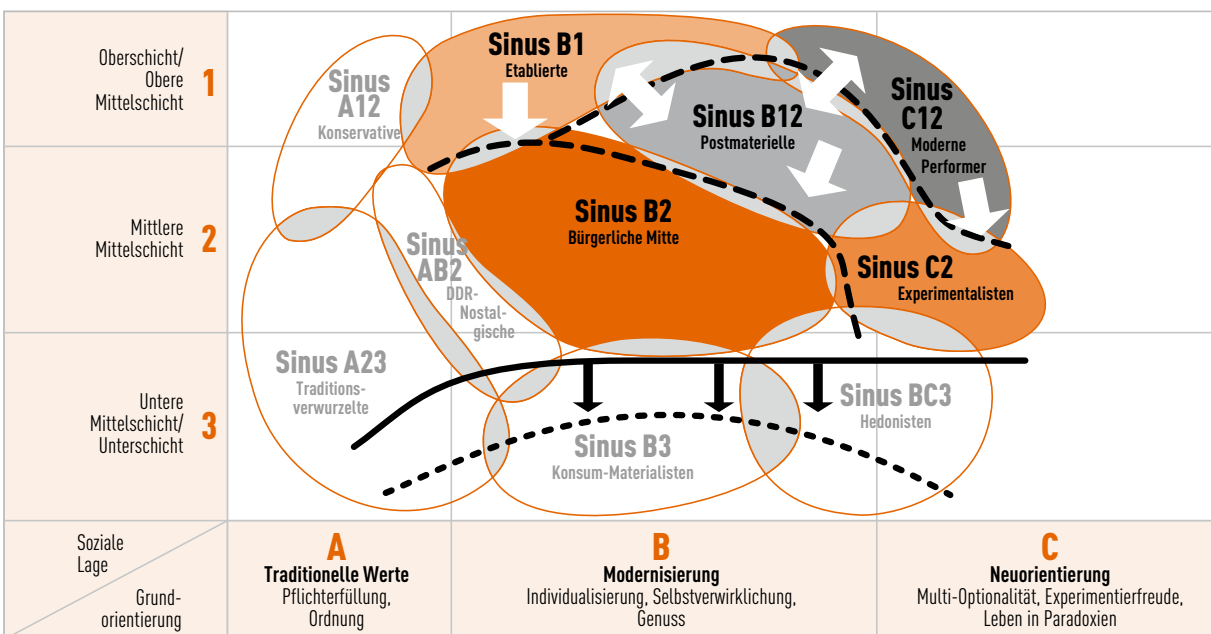 Oberschicht/
Obere
Mittelschicht
1
Mittlere
Mittelschicht
2
Untere
Mittelschicht/
Unterschicht
3
Sinus
A12
Konservative
Sinus B1
Etablierte
Sinus B12
Postmaterielle
Sinus
C12
Moderne
Performer
Sinus
AB2
DDR-
Nostal-
gische
Sinus B2
Bürgerliche Mitte
Sinus C2
Experimentalisten
Sinus A23
Traditions-
verwurzelte
Sinus B3
Konsum-Materialisten
Sinus BC3
Hedonisten
Soziale
Lage
Grund-
orientierung
A
Traditionelle Werte
Pflichterfüllung,
Ordnung
B
Modernisierung
Individualisierung, Selbstverwirklichung,
Genuss
C
Neuorientierung
Multi-Optionalität, Experimentierfreude,
Leben in Paradoxien